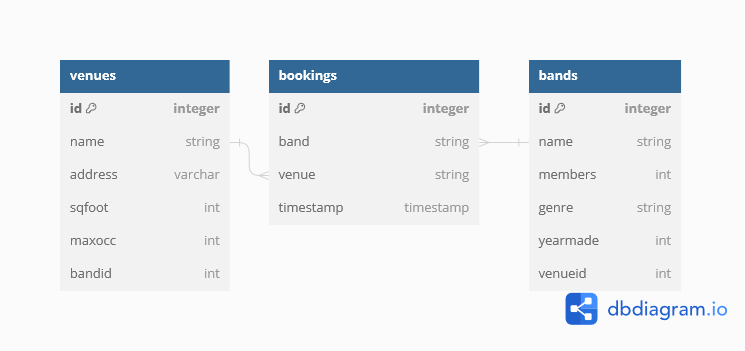 venues
id integer
name string
address varchar
sqfoot int
maxocc int
bandid int
bookings
id integer
band string
venue string
timestamp timestamp
bands
id integer
name string
members int
genre string
yearmade int
venueid int
dbdiagram.io